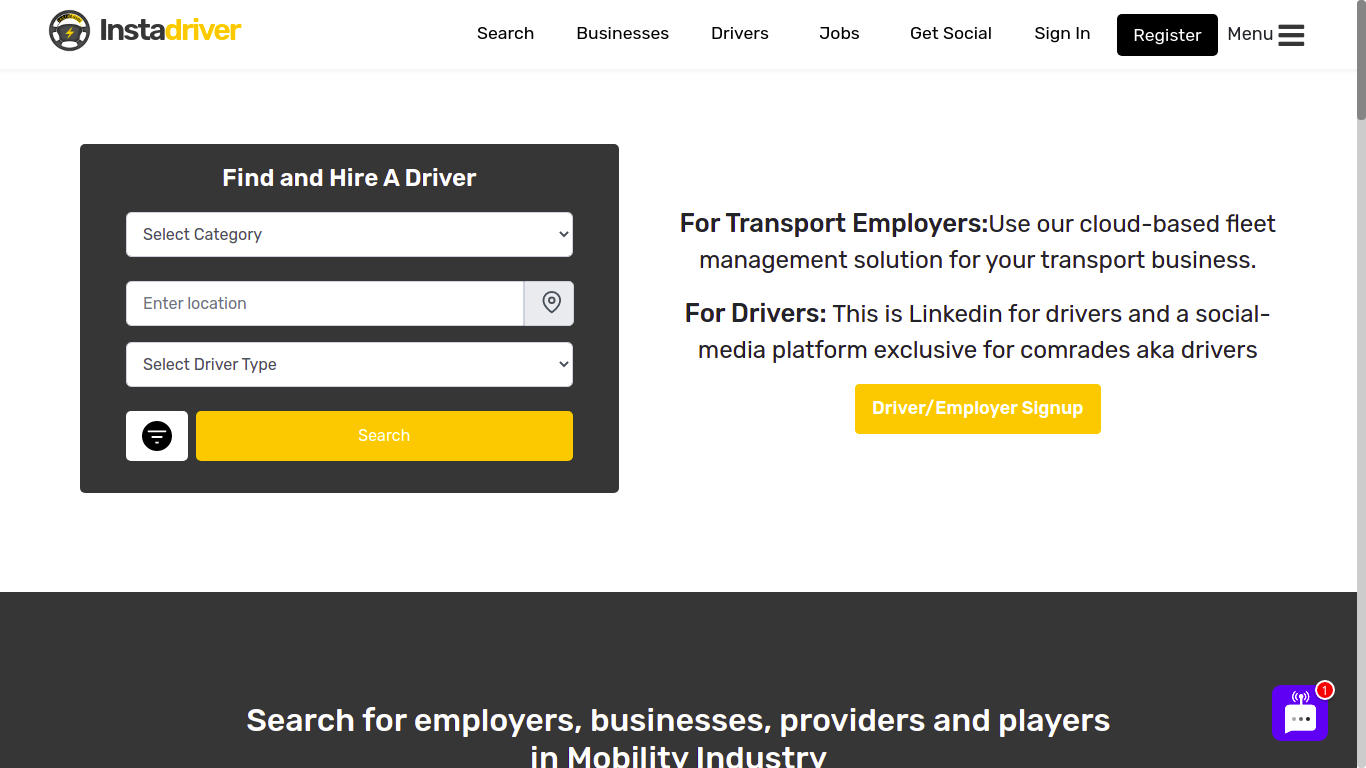 Instadriver
Search
Businesses
Drivers
Jobs
Get Social
Sign In
Register
Menu
Find and Hire A Driver
Select Category
Enter location
Select Driver Type
Search
For Transport Employers:Use our cloud-based fleet
management solution for your transport business.
For Drivers: This is Linkedin for drivers and a social-
media platform exclusive for comrades aka drivers
Driver/Employer Signup
Search for employers, businesses, providers and players
in Mobility Industry
1